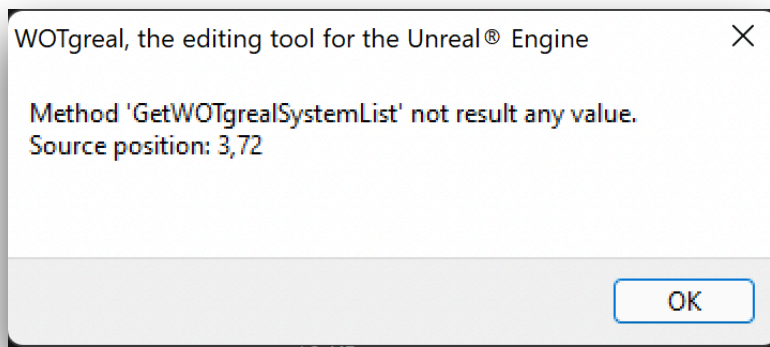 WOTgreal, the editing tool for the Unreal® Engine
Method 'GetWOTgrealSystemList' not result any value.
Source position: 3,72
OK